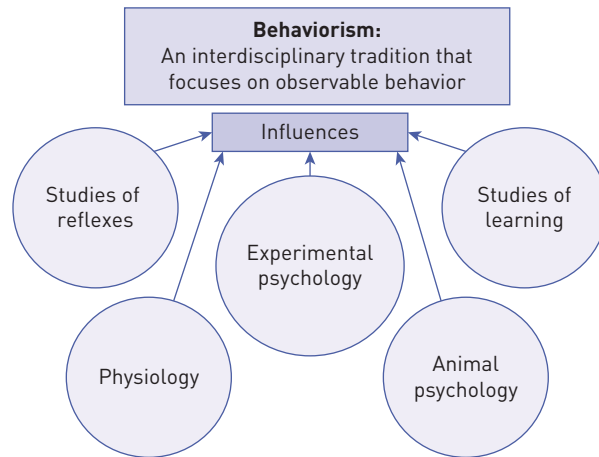 Behaviorism:
An interdisciplinary tradition that
focuses on observable behavior
Influences
Studies of
reflexes
Studies of
learning
Experimental
psychology
Physiology
Animal
psychology